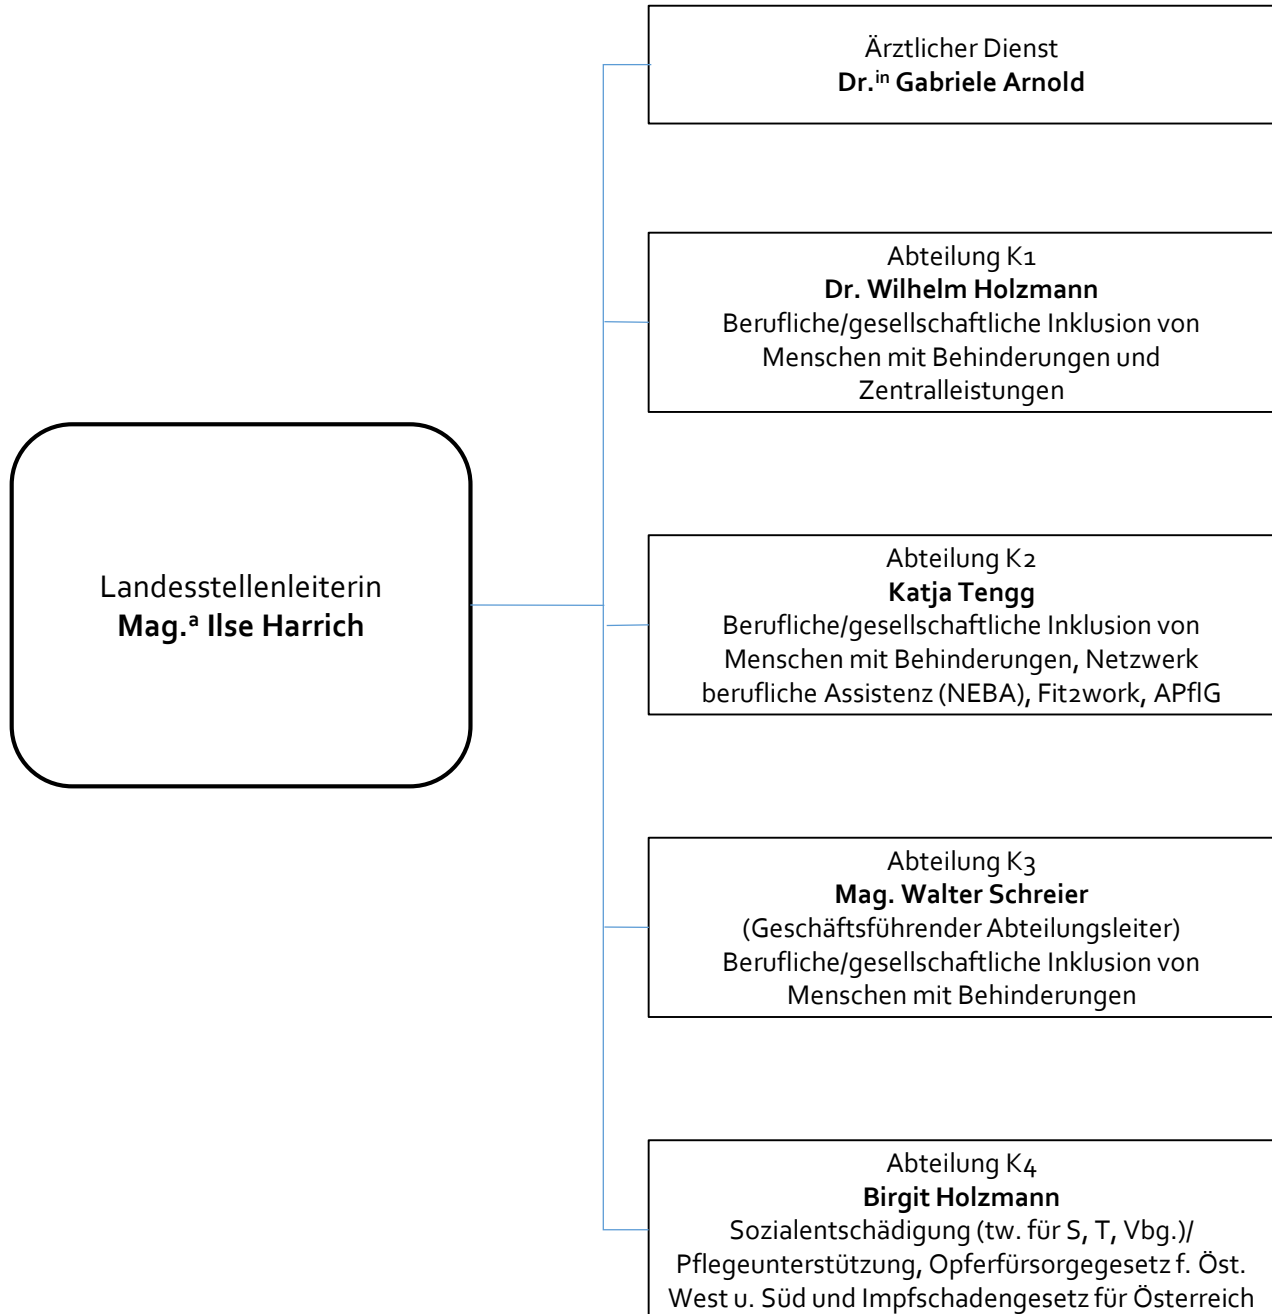 Ärztlicher Dienst
Dr.in Gabriele Arnold
Abteilung K1
Dr. Wilhelm Holzmann
Berufliche/gesellschaftliche Inklusion von
Menschen mit Behinderungen und
Zentralleistungen
Landesstellenleiterin
Mag.a Ilse Harrich
Abteilung K2
Katja Tengg
Berufliche/gesellschaftliche Inklusion von
Menschen mit Behinderungen, Netzwerk
berufliche Assistenz (NEBA), Fit2work, APflG
Abteilung K3
Mag. Walter Schreier
(Geschäftsführender Abteilungsleiter)
Berufliche/gesellschaftliche Inklusion von
Menschen mit Behinderungen
Abteilung K4
Birgit Holzmann
Sozialentschädigung (tw. für S, T, Vbg.)/
Pflegeunterstützung, Opferfürsorgegesetz f. Öst.
West u. Süd und Impfschadengesetz für Österreich